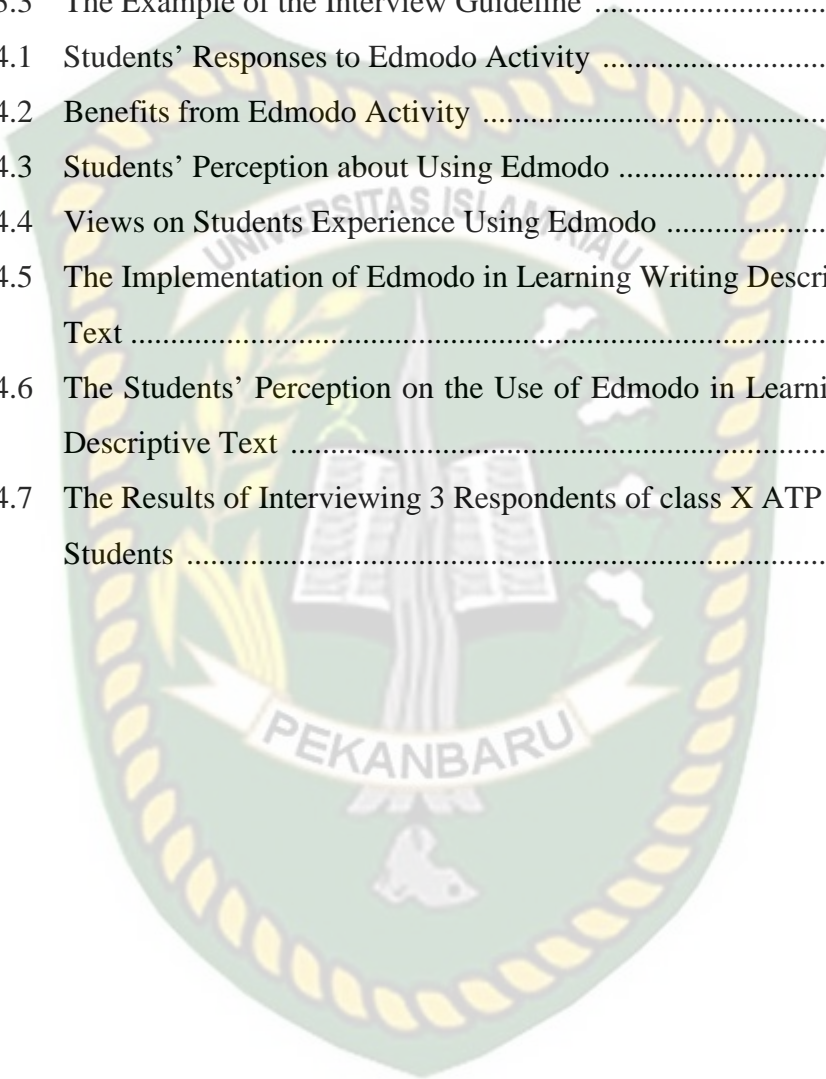 3.3 The Example of the Interview Guideline ..............................
4.1 Students’ Responses to Edmodo Activity ..............................
4.2 Benefits from Edmodo Activity ..............................
4.3 Students’ Perception about Using Edmodo ..............................
4.4 Views on Students Experience Using Edmodo ..............................
4.5 The Implementation of Edmodo in Learning Writing Descri
Text ..............................
4.6 The Students’ Perception on the Use of Edmodo in Learni
Descriptive Text ..............................
4.7 The Results of Interviewing 3 Respondents of class X ATP
Students ..............................
UNIVERSITAS ISLAM RIAU
PEKANBARU